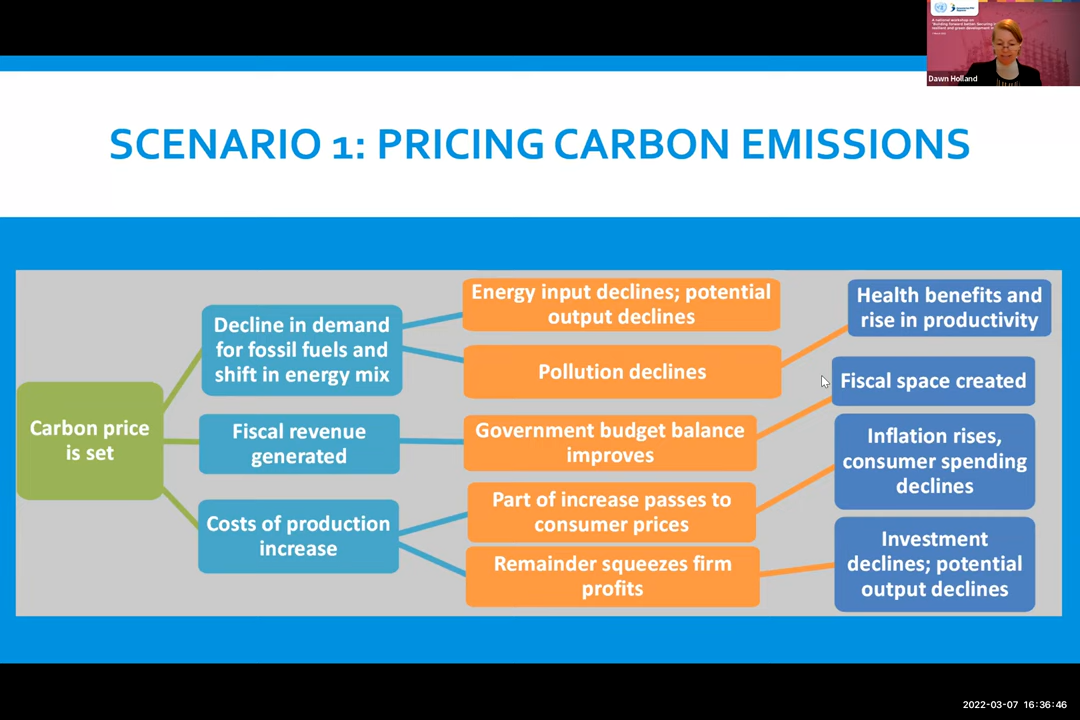 A national workshop on
Dawn Holland
SCENARIO 1: PRICING CARBON EMISSIONS
Carbon price
is set
Decline in demand
for fossil fuels and
shift in energy mix
Fiscal revenue
generated
Costs of production
increase
Energy input declines; potential
output declines
Pollution declines
Government budget balance
improves
Part of increase passes to
consumer prices
Remainder squeezes firm
profits
Health benefits and
rise in productivity
Fiscal space created
Inflation rises,
consumer spending
declines
Investment
declines; potential
output declines
2022-03-07 16:36:46